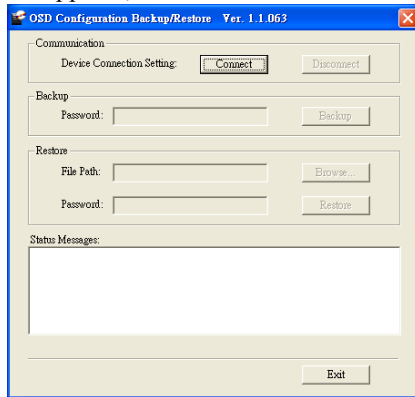 OSD Configuration Backup/Restore Ver. 1.1.063
Communication
Device Connection Setting: Connect Disconnect
Backup
Password: Backup
Restore
File Path: Browse...
Password: Restore
Status Messages:
Exit